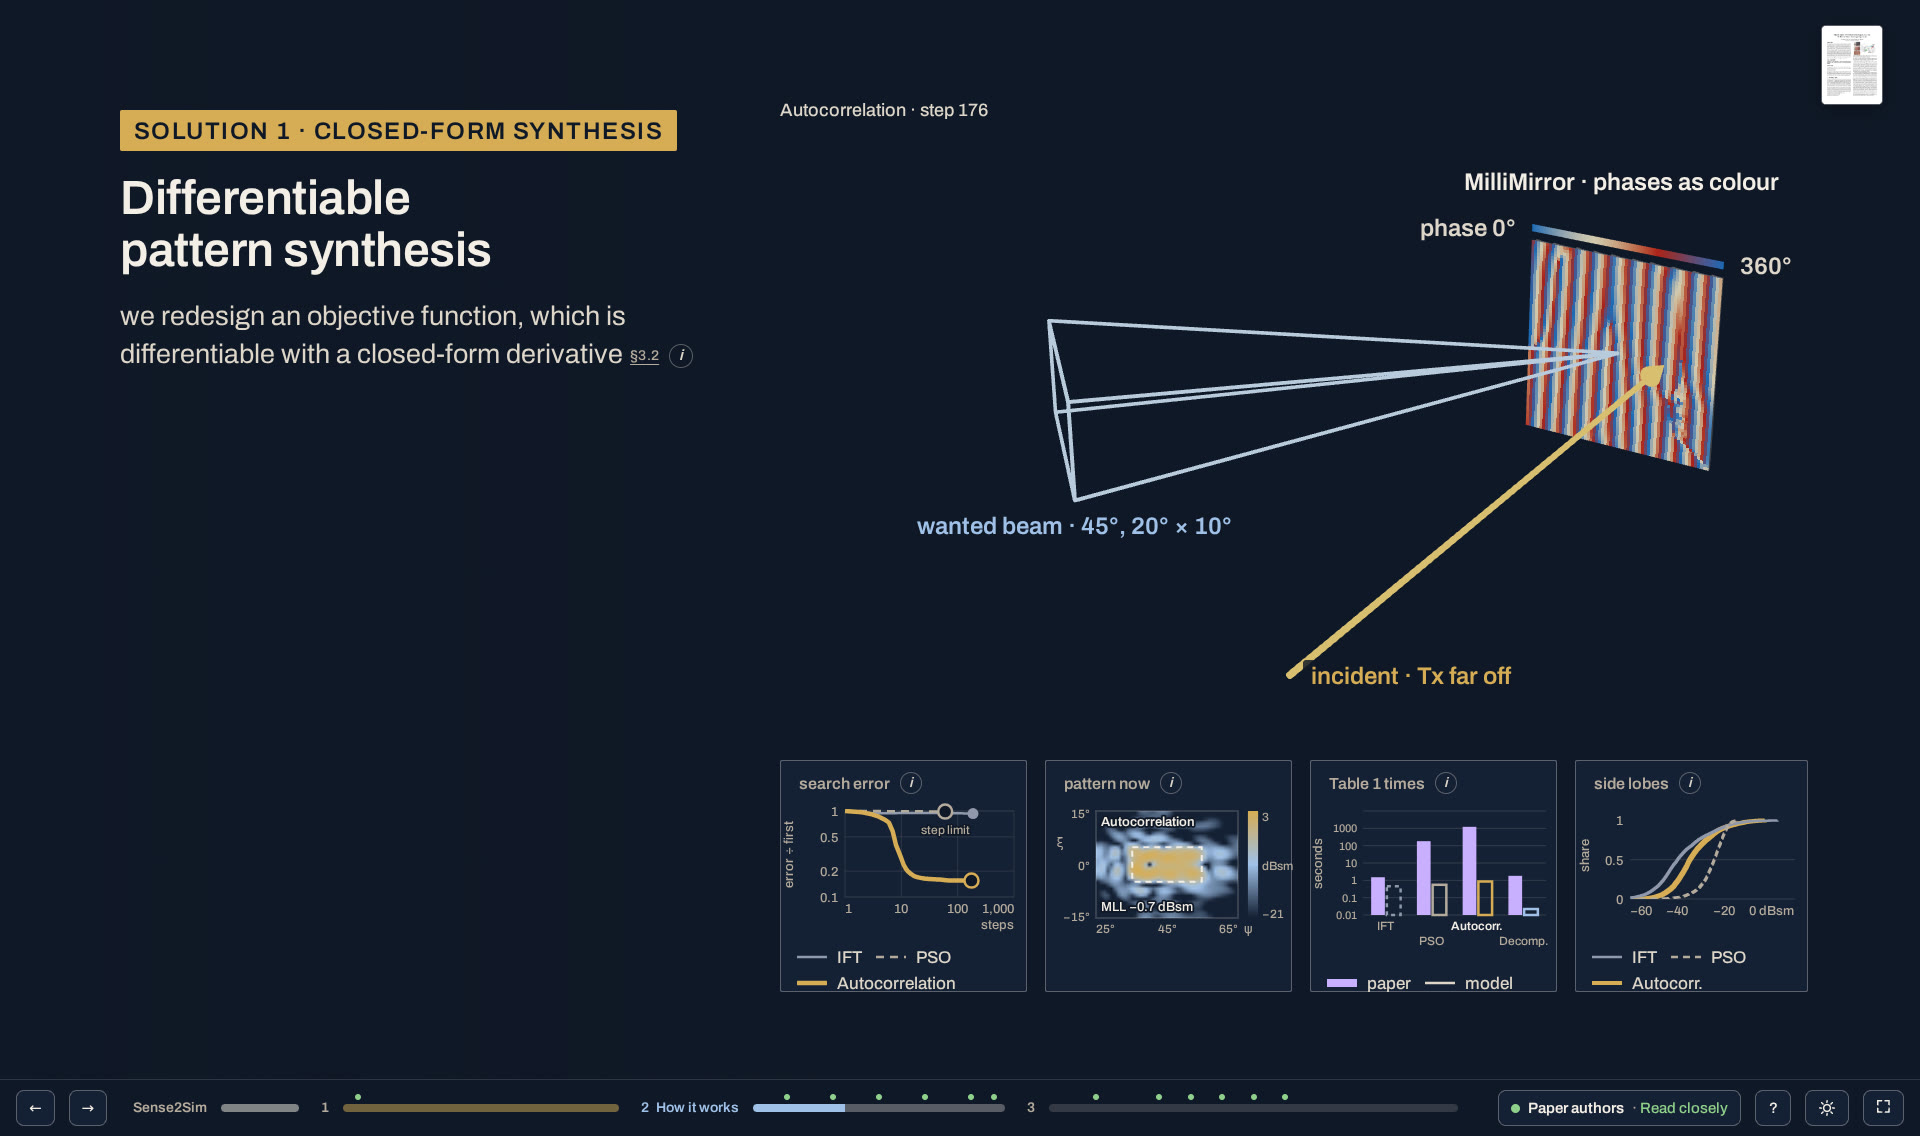 SOLUTION 1 · CLOSED-FORM SYNTHESIS
Differentiable
pattern synthesis
we redesign an objective function, which is
differentiable with a closed-form derivative §3.2 i
Autocorrelation · step 176
MilliMirror · phases as colour
phase 0°
360°
wanted beam · 45°, 20° × 10°
incident · Tx far off
search error i
error ÷ first
1
0.5
0.2
0.1
step limit
1 10 100 1,000
steps
IFT PSO
Autocorrelation
pattern now i
15°
ξ
0°
−15°
Autocorrelation
MLL −0.7 dBsm
3
dBsm
−21
25° 45° 65° ψ
Table 1 times i
seconds
1000
100
10
1
0.1
0.01
IFT Autocorr.
PSO Decomp.
paper model
side lobes i
share
1
0.5
0
−60 −40 −20 0 dBsm
IFT PSO
Autocorr.
← → Sense2Sim 1 2 How it works 3 Paper authors · Read closely ?